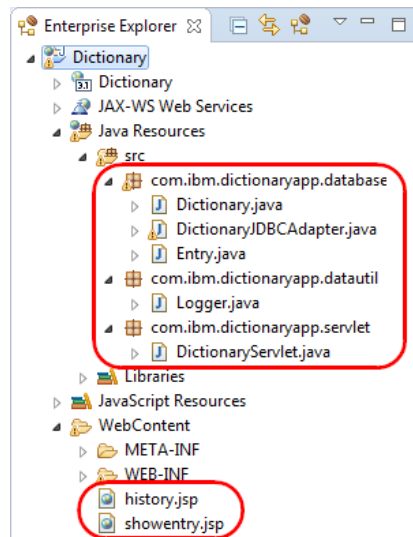 Enterprise Explorer
Dictionary
3.1 Dictionary
JAX-WS Web Services
Java Resources
src
com.ibm.dictionaryapp.database
J Dictionary.java
J DictionaryJDBCAdapter.java
J Entry.java
com.ibm.dictionaryapp.datautil
J Logger.java
com.ibm.dictionaryapp.servlet
J DictionaryServlet.java
Libraries
JavaScript Resources
WebContent
META-INF
WEB-INF
history.jsp
showentry.jsp